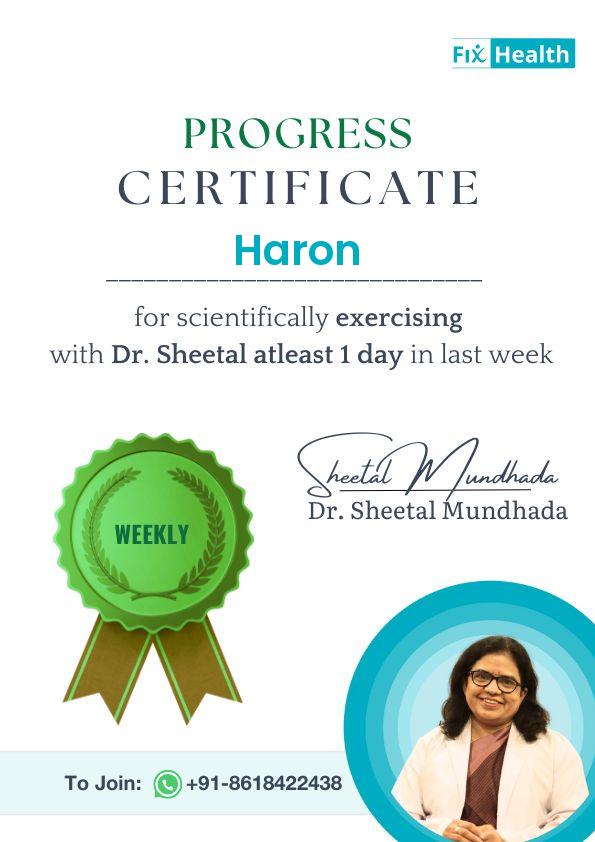 Fix Health
PROGRESS
CERTIFICATE
Haron
for scientifically exercising
with Dr. Sheetal atleast 1 day in last week
WEEKLY
Sheetal Mundhada
Dr. Sheetal Mundhada
To Join: +91-8618422438